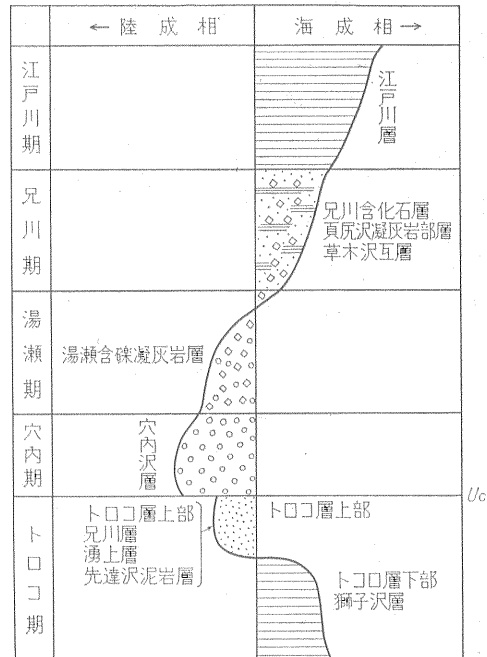 ←陸成相
海成相→
江戸川期
江戸川層
兄川期
兄川含化石層
頁尻沢凝灰岩部層
草木沢互層
湯瀬期
湯瀬含礫凝灰岩層
穴内期
穴内沢層
Uc
トロコ期
トロコ層上部
兄川層
湧上層
先達沢泥岩層
トロコ層上部
トコロ層下部
獅子沢層